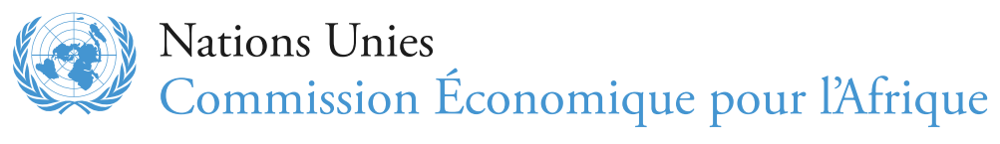 Nations Unies
Commission Économique pour l’Afrique